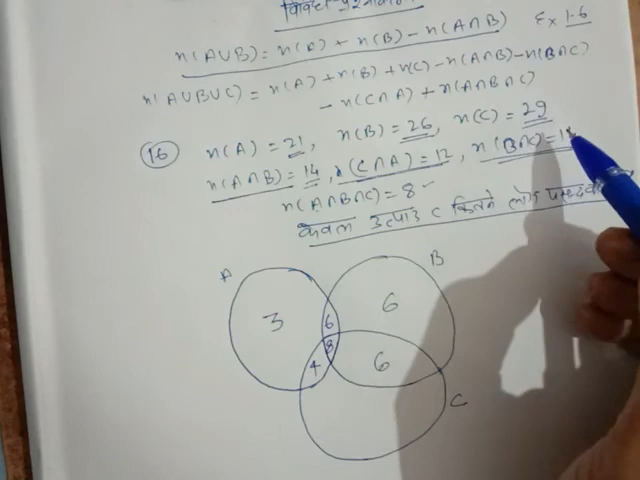 n(A∪B) = n(A) + n(B) - n(A∩B) Ex 1.6
n(A∪B∪C) = n(A) + n(B) + n(C) - n(A∩B) - n(B∩C)
- n(C∩A) + n(A∩B∩C)
(16) n(A) = 21, n(B) = 26, n(C) = 29
n(A∩B) = 14, n(C∩A) = 12, n(B∩C) = 14
n(A∩B∩C) = 8
केवल उत्पाद C कितने लोग
A B
3 6 6
8
4 6
C